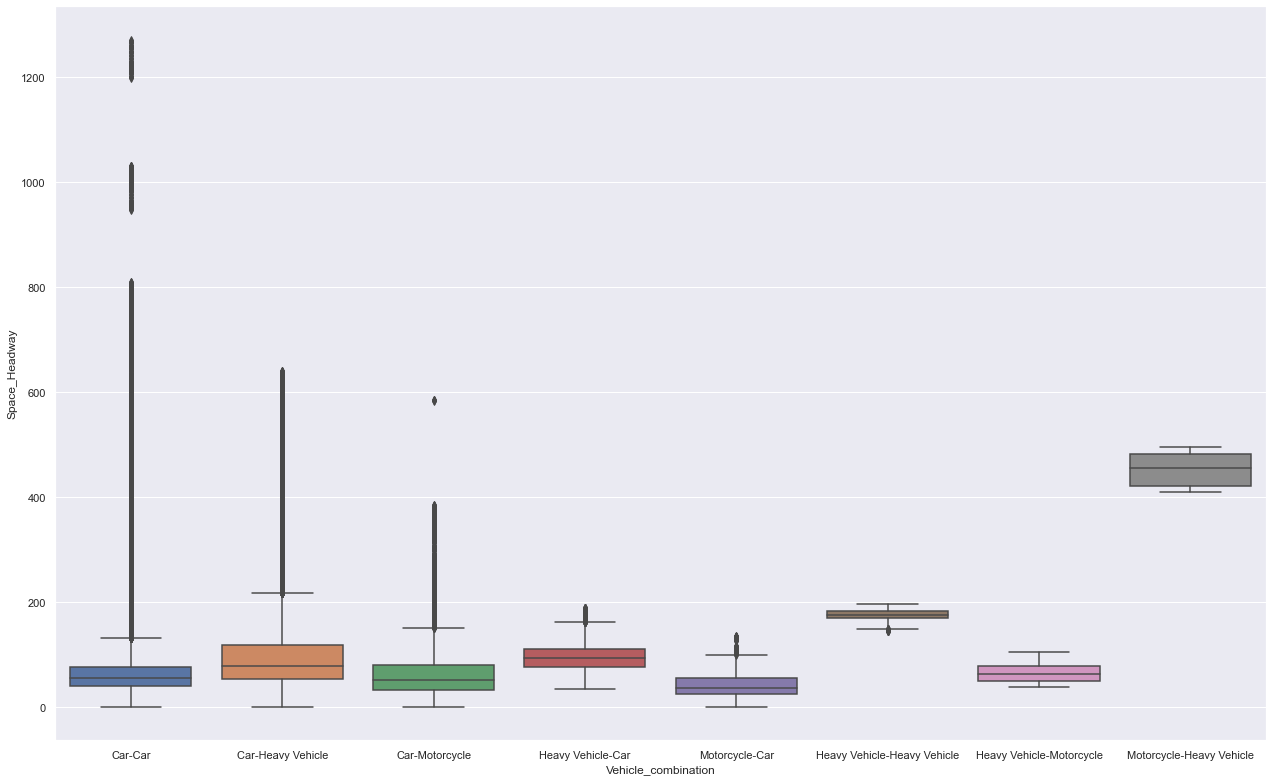 1200
1000
800
600
400
200
0
Space_Headway
Car-Car
Car-Heavy Vehicle
Car-Motorcycle
Heavy Vehicle-Car
Motorcycle-Car
Heavy Vehicle-Heavy Vehicle
Heavy Vehicle-Motorcycle
Motorcycle-Heavy Vehicle
Vehicle_combination